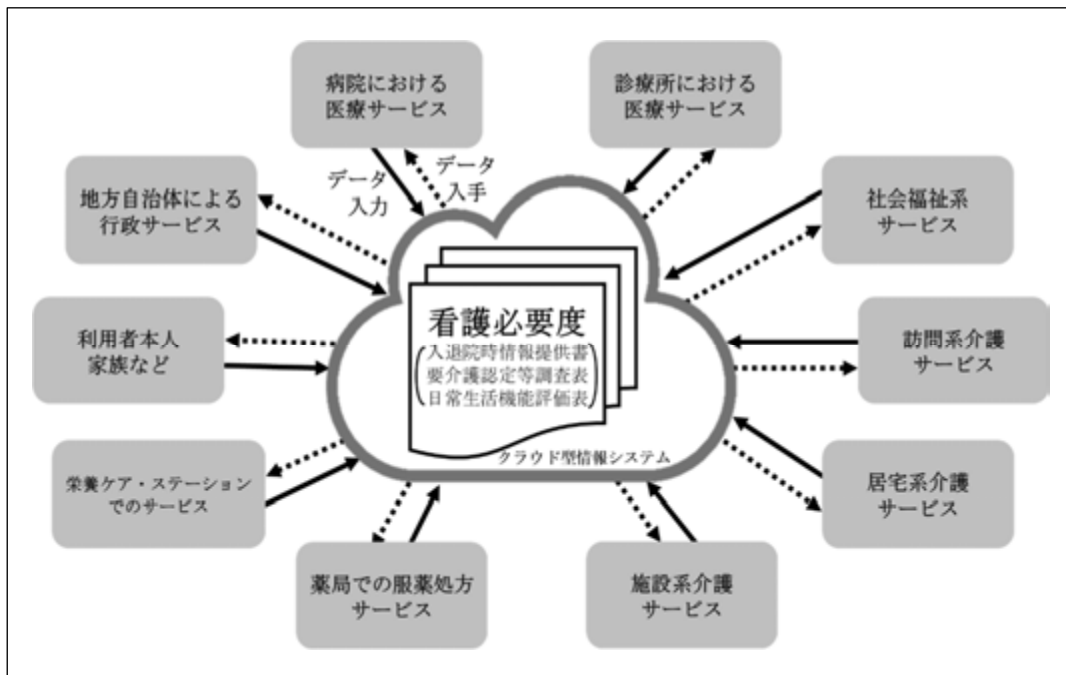 病院における
医療サービス
診療所における
医療サービス
データ
入力
データ
入手
地方自治体による
行政サービス
社会福祉系
サービス
看護必要度
入退院時情報提供書
要介護認定等調査表
日常生活機能評価表
クラウド型情報システム
利用者本人
家族など
訪問系介護
サービス
栄養ケア・ステーション
でのサービス
居宅系介護
サービス
薬局での服薬処方
サービス
施設系介護
サービス